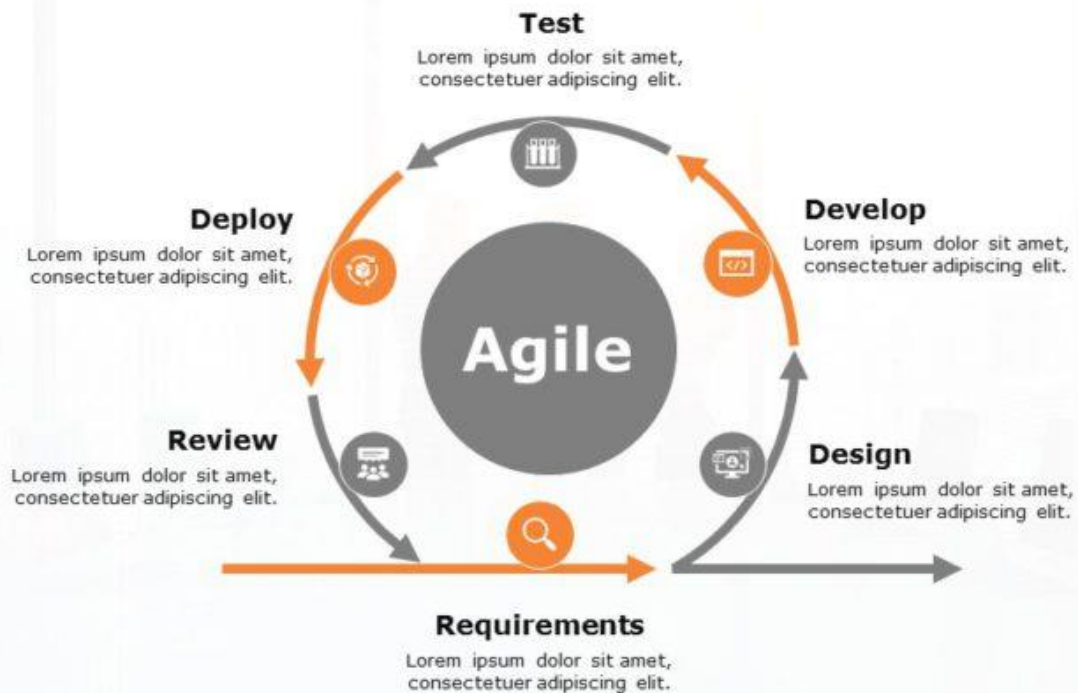 Test
Lorem ipsum dolor sit amet,
consectetuer adipiscing elit.
Deploy
Lorem ipsum dolor sit amet,
consectetuer adipiscing elit.
Develop
Lorem ipsum dolor sit amet,
consectetuer adipiscing elit.
Agile
Review
Lorem ipsum dolor sit amet,
consectetuer adipiscing elit.
Design
Lorem ipsum dolor sit amet,
consectetuer adipiscing elit.
Requirements
Lorem ipsum dolor sit amet,
consectetuer adipiscing elit.